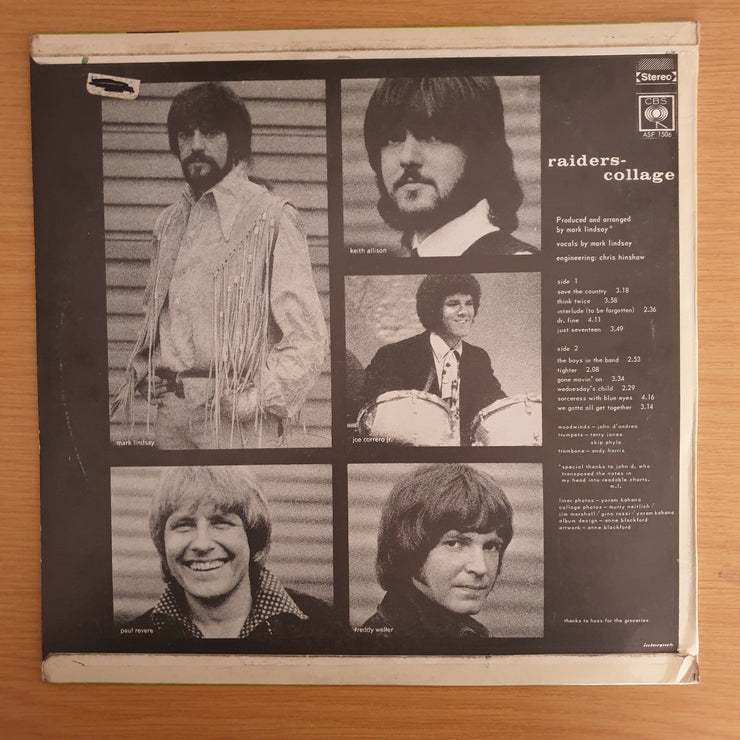 Stereo
CBS
ASF 1506
raiders-
collage
Produced and arranged
by mark lindsay*
vocals by mark lindsay
engineering: chris hinshaw
side 1
save the country 3.18
think twice 3.58
interlude (to be forgotten) 2.36
dr. fine 4.11
just seventeen 3.49
side 2
the boys in the band 2.53
tighter 2.08
gone movin' on 3.34
wednesday's child 2.29
sorceress with blue eyes 4.16
we gotta all get together 3.14
woodwinds – john d'andrea
trumpets – terry jones
skip phyle
trombone – andy harris
*special thanks to john d. who
transposed the notes in
my head into readable charts.
m.l.
liner photos – yoram kahana
collage photos – murry neitlich/
jim marshall/gino rossi/yoram kahana
album design – anne blackford
artwork – anne blackford
thanks to huss for the groceries
interpak
mark lindsay
keith allison
joe correro jr.
paul revere
freddy weller